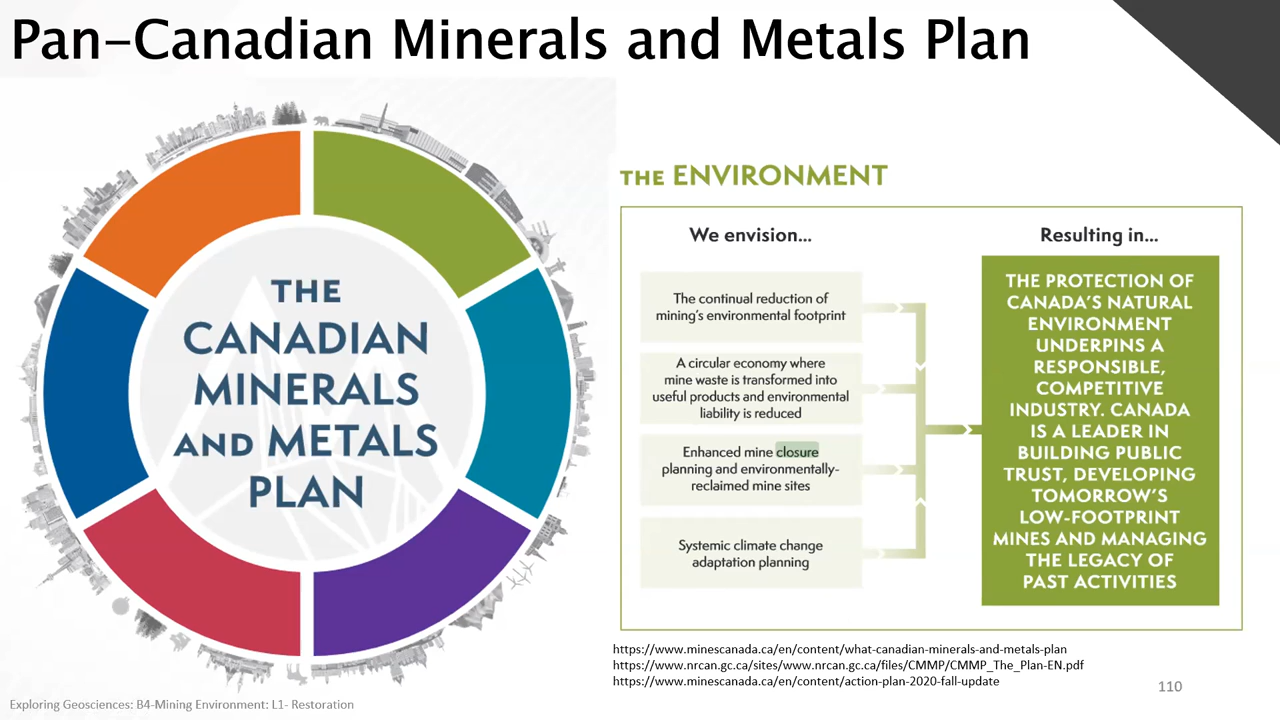 Pan-Canadian Minerals and Metals Plan
THE
CANADIAN
MINERALS
AND METALS
PLAN
THE ENVIRONMENT
We envision...
The continual reduction of
mining's environmental footprint
A circular economy where
mine waste is transformed into
useful products and environmental
liability is reduced
Enhanced mine closure
planning and environmentally-
reclaimed mine sites
Systemic climate change
adaptation planning
Resulting in...
THE PROTECTION OF
CANADA'S NATURAL
ENVIRONMENT
UNDERPINS A
RESPONSIBLE,
COMPETITIVE
INDUSTRY. CANADA
IS A LEADER IN
BUILDING PUBLIC
TRUST, DEVELOPING
TOMORROW'S
LOW-FOOTPRINT
MINES AND MANAGING
THE LEGACY OF
PAST ACTIVITIES
https://www.minescanada.ca/en/content/what-canadian-minerals-and-metals-plan
https://www.nrcan.gc.ca/sites/www.nrcan.gc.ca/files/CMMP/CMMP_The_Plan-EN.pdf
https://www.minescanada.ca/en/content/action-plan-2020-fall-update
110
Exploring Geosciences: B4-Mining Environment: L1- Restoration